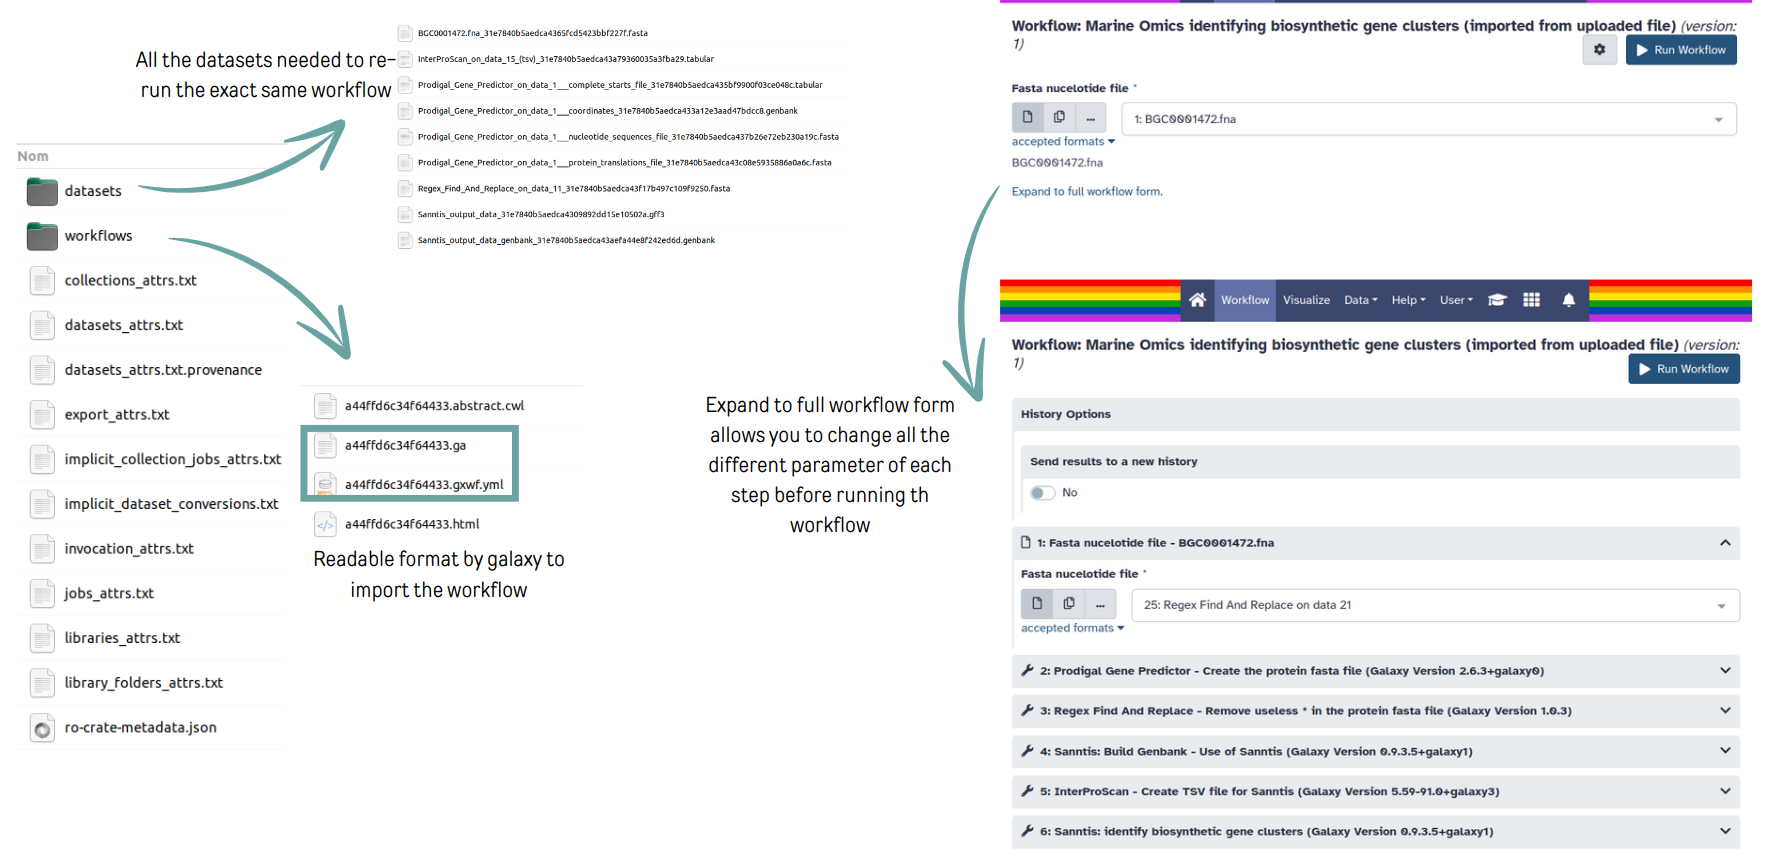 All the datasets needed to re-
run the exact same workflow
Nom
datasets
workflows
collections_attrs.txt
datasets_attrs.txt
datasets_attrs.txt.provenance
export_attrs.txt
implicit_collection_jobs_attrs.txt
implicit_dataset_conversions.txt
invocation_attrs.txt
jobs_attrs.txt
libraries_attrs.txt
library_folders_attrs.txt
ro-crate-metadata.json
BGC0001472.fna_31e7840b5aedca4365fcd5423bbf227f.fasta
InterProScan_on_data_15_(tsv)_31e7840b5aedca43a79360035a3fba29.tabular
Prodigal_Gene_Predictor_on_data_1__complete_starts_file_31e7840b5aedca435bf9900f03ce048c.tabular
Prodigal_Gene_Predictor_on_data_1__coordinates_31e7840b5aedca433a12e3aad47bdcc8.genbank
Prodigal_Gene_Predictor_on_data_1__nucleotide_sequences_file_31e7840b5aedca437b26e72eb230a19c.fasta
Prodigal_Gene_Predictor_on_data_1__protein_translations_file_31e7840b5aedca43c08e5935886a0a6c.fasta
Regex_Find_And_Replace_on_data_11_31e7840b5aedca43f17b497c109f9250.fasta
Sanntis_output_data_31e7840b5aedca4309892dd15e10502a.gff3
Sanntis_output_data_genbank_31e7840b5aedca43aefa44e8f242ed6d.genbank
a44ffd6c34f64433.abstract.cwl
a44ffd6c34f64433.ga
a44ffd6c34f64433.gxwf.yml
a44ffd6c34f64433.html
Readable format by galaxy to
import the workflow
Expand to full workflow form
allows you to change all the
different parameter of each
step before running th
workflow
Workflow: Marine Omics identifying biosynthetic gene clusters (imported from uploaded file) (version:
1)
Run Workflow
Fasta nucelotide file *
1: BGC0001472.fna
accepted formats
BGC0001472.fna
Expand to full workflow form.
Workflow Visualize Data Help User
Workflow: Marine Omics identifying biosynthetic gene clusters (imported from uploaded file) (version:
1)
Run Workflow
History Options
Send results to a new history
No
1: Fasta nucelotide file - BGC0001472.fna
Fasta nucelotide file *
25: Regex Find And Replace on data 21
accepted formats
2: Prodigal Gene Predictor - Create the protein fasta file (Galaxy Version 2.6.3+galaxy0)
3: Regex Find And Replace - Remove useless * in the protein fasta file (Galaxy Version 1.0.3)
4: Sanntis: Build Genbank - Use of Sanntis (Galaxy Version 0.9.3.5+galaxy1)
5: InterProScan - Create TSV file for Sanntis (Galaxy Version 5.59-91.0+galaxy3)
6: Sanntis: identify biosynthetic gene clusters (Galaxy Version 0.9.3.5+galaxy1)